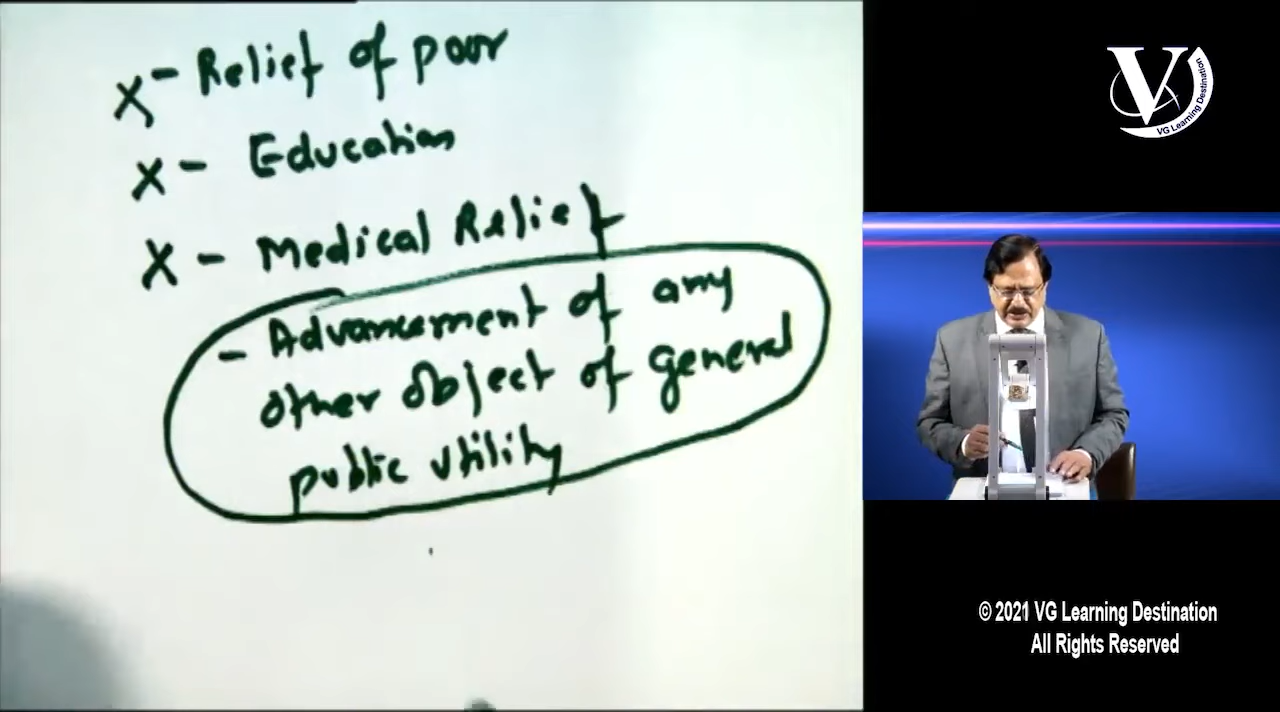 X - Relief of poor
X - Education
X - Medical Relief
- Advancement of any
other object of general
public utility
V
VG Learning Destination
© 2021 VG Learning Destination
All Rights Reserved